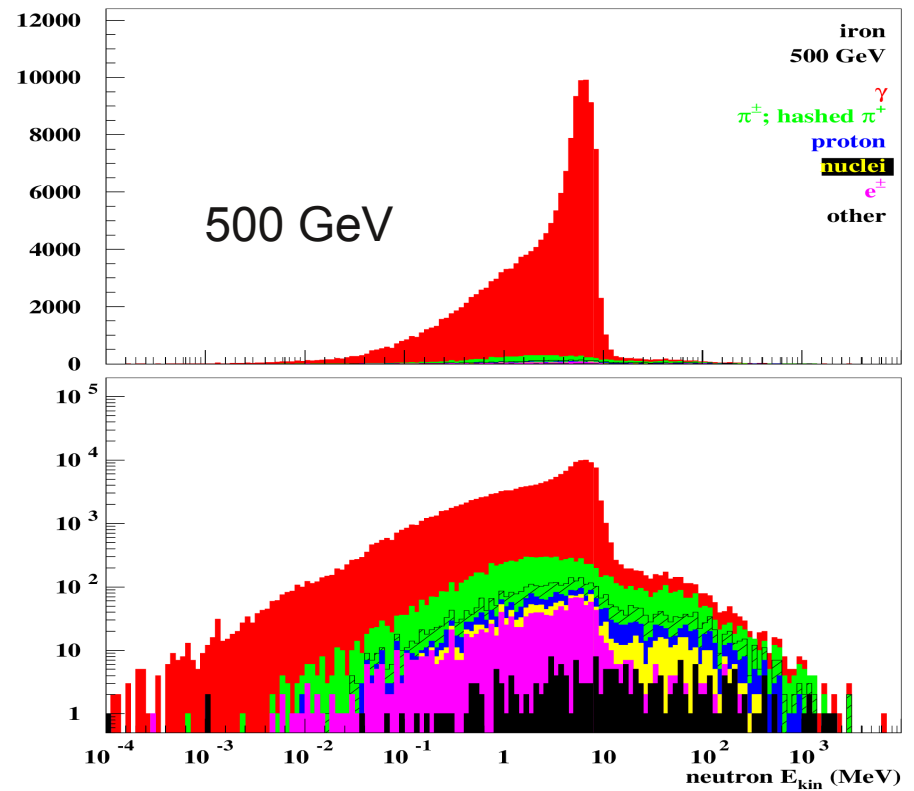 12000
10000
8000
6000
4000
2000
0
iron
500 GeV
γ
π±; hashed π+
proton
nuclei
e±
other
500 GeV
10 5
10 4
10 3
10 2
10
1
10 -4 10 -3 10 -2 10 -1 1 10 10 2 10 3
neutron Ekin (MeV)